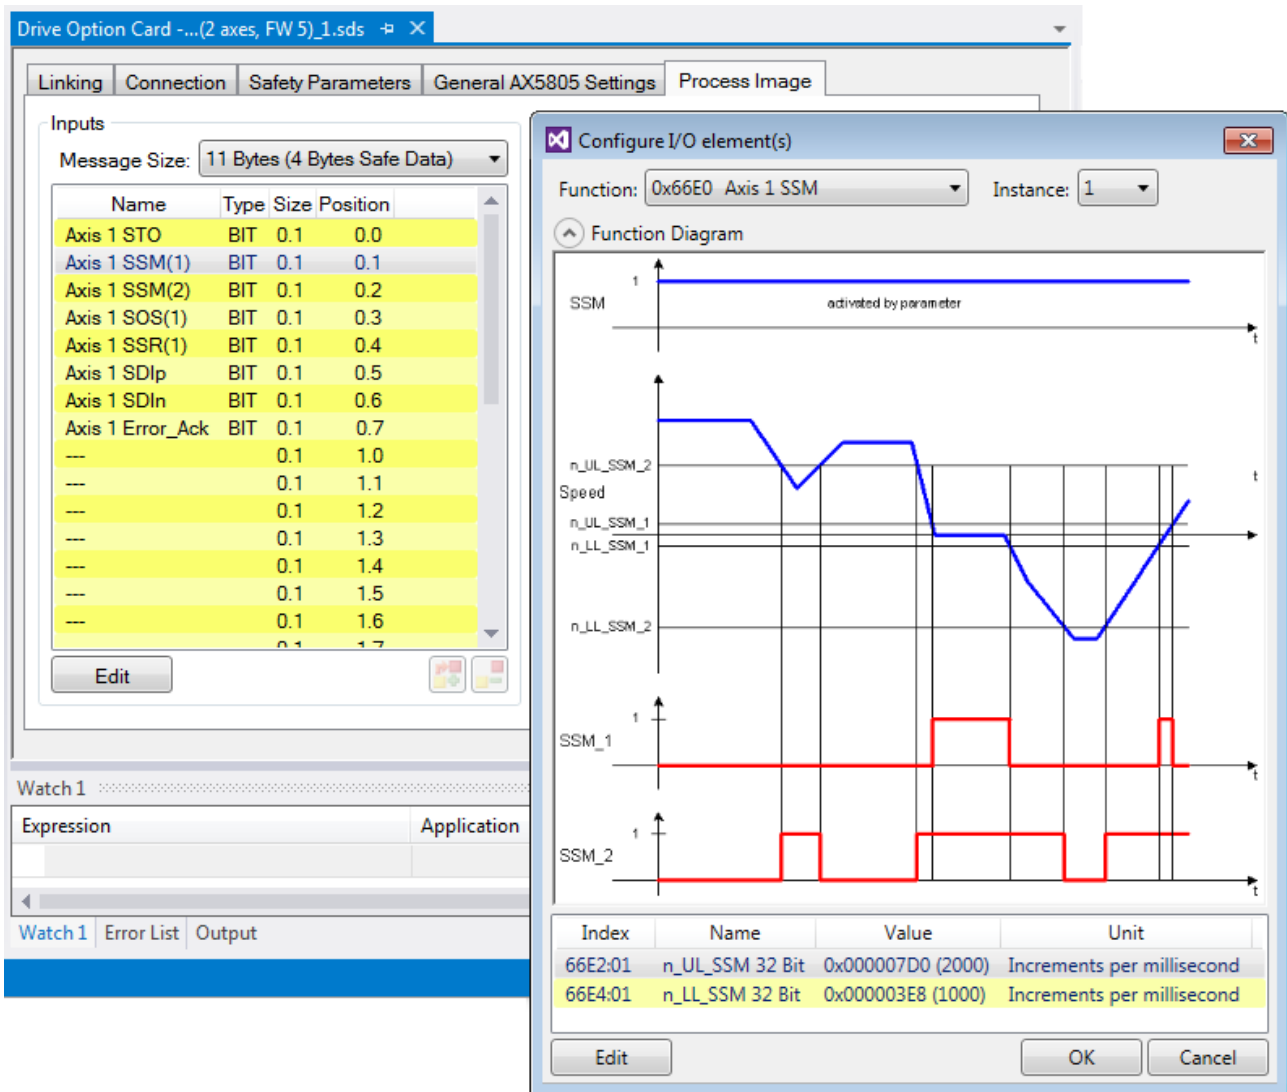 Drive Option Card -...(2 axes, FW 5)_1.sds
Linking Connection Safety Parameters General AX5805 Settings Process Image
Inputs
Message Size: 11 Bytes (4 Bytes Safe Data)
Name Type Size Position
Axis 1 STO BIT 0.1 0.0
Axis 1 SSM(1) BIT 0.1 0.1
Axis 1 SSM(2) BIT 0.1 0.2
Axis 1 SOS(1) BIT 0.1 0.3
Axis 1 SSR(1) BIT 0.1 0.4
Axis 1 SDIp BIT 0.1 0.5
Axis 1 SDIn BIT 0.1 0.6
Axis 1 Error_Ack BIT 0.1 0.7
--- 0.1 1.0
--- 0.1 1.1
--- 0.1 1.2
--- 0.1 1.3
--- 0.1 1.4
--- 0.1 1.5
--- 0.1 1.6
0.1 1.7
Edit
Watch 1
Expression Application
Watch 1 Error List Output
Configure I/O element(s)
Function: 0x66E0 Axis 1 SSM Instance: 1
Function Diagram
1
SSM
activated by parameter
t
n_UL_SSM_2
t
Speed
n_UL_SSM_1
n_LL_SSM_1
n_LL_SSM_2
1
SSM_1
t
1
SSM_2
t
Index Name Value Unit
66E2:01 n_UL_SSM 32 Bit 0x000007D0 (2000) Increments per millisecond
66E4:01 n_LL_SSM 32 Bit 0x000003E8 (1000) Increments per millisecond
Edit OK Cancel